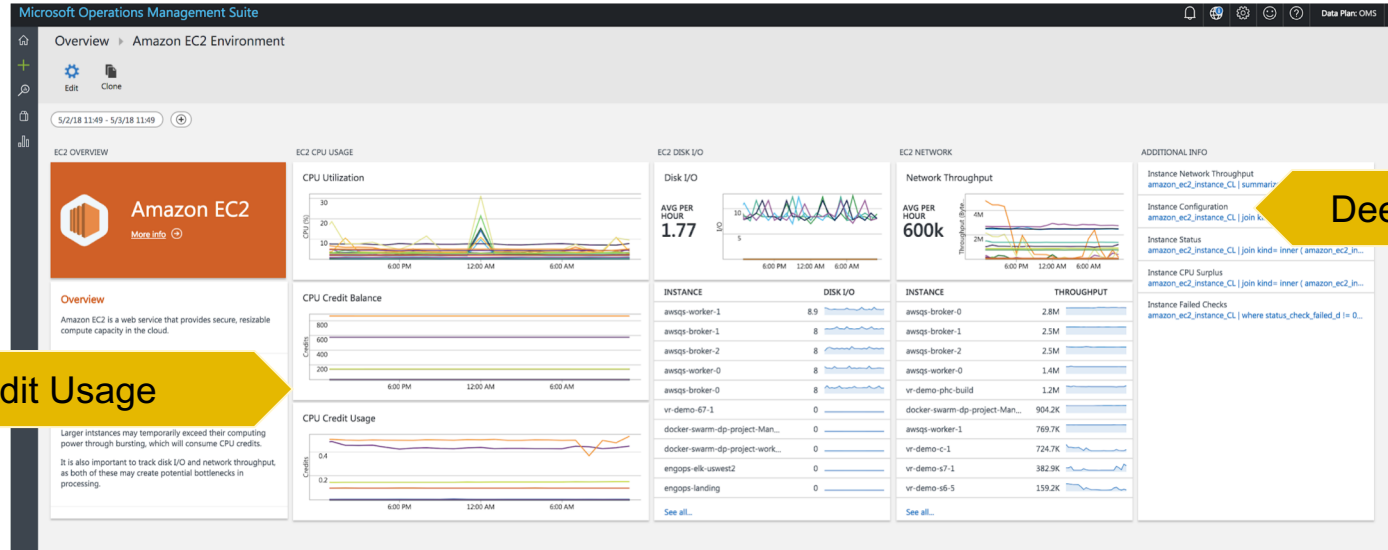 Microsoft Operations Management Suite
Data Plan: OMS
Overview Amazon EC2 Environment
Edit
Clone
5/2/18 11:49 - 5/3/18 11:49
EC2 OVERVIEW
Amazon EC2
More info
Overview
Amazon EC2 is a web service that provides secure, resizable
compute capacity in the cloud.
dit Usage
Larger intstances may temporarily exceed their computing
power through bursting, which will consume CPU credits.
It is also important to track disk I/O and network throughput,
as both of these may create potential bottlenecks in
processing.
EC2 CPU USAGE
CPU Utilization
CPU (%)
30
20
10
6:00 PM 12:00 AM 6:00 AM
CPU Credit Balance
Credits
800
600
400
200
6:00 PM 12:00 AM 6:00 AM
CPU Credit Usage
Credits
0.4
0.2
6:00 PM 12:00 AM 6:00 AM
EC2 DISK I/O
Disk I/O
AVG PER
HOUR
1.77
I/O
10
5
6:00 PM 12:00 AM 6:00 AM
INSTANCE DISK I/O
awsqs-worker-1 8.9
awsqs-broker-1 8
awsqs-broker-2 8
awsqs-worker-0 8
awsqs-broker-0 8
vr-demo-67-1 0
docker-swarm-dp-project-Man... 0
docker-swarm-dp-project-work... 0
engops-elk-uswest2 0
engops-landing 0
See all...
EC2 NETWORK
Network Throughput
AVG PER
HOUR
600k
Throughput (Byte...
4M
2M
6:00 PM 12:00 AM 6:00 AM
INSTANCE THROUGHPUT
awsqs-broker-0 2.8M
awsqs-broker-1 2.5M
awsqs-broker-2 2.5M
awsqs-worker-0 1.4M
vr-demo-phc-build 1.2M
docker-swarm-dp-project-Man... 904.2K
awsqs-worker-1 769.7K
vr-demo-c-1 724.7K
vr-demo-s7-1 382.9K
vr-demo-s6-5 159.2K
See all...
ADDITIONAL INFO
Instance Network Throughput
amazon_ec2_instance_CL | summariz
Instance Configuration
amazon_ec2_instance_CL | join k
Instance Status
amazon_ec2_instance_CL | join kind= inner ( amazon_ec2_in...
Instance CPU Surplus
amazon_ec2_instance_CL | join kind= inner ( amazon_ec2_in...
Instance Failed Checks
amazon_ec2_instance_CL | where status_check_failed_d != 0...
Dee